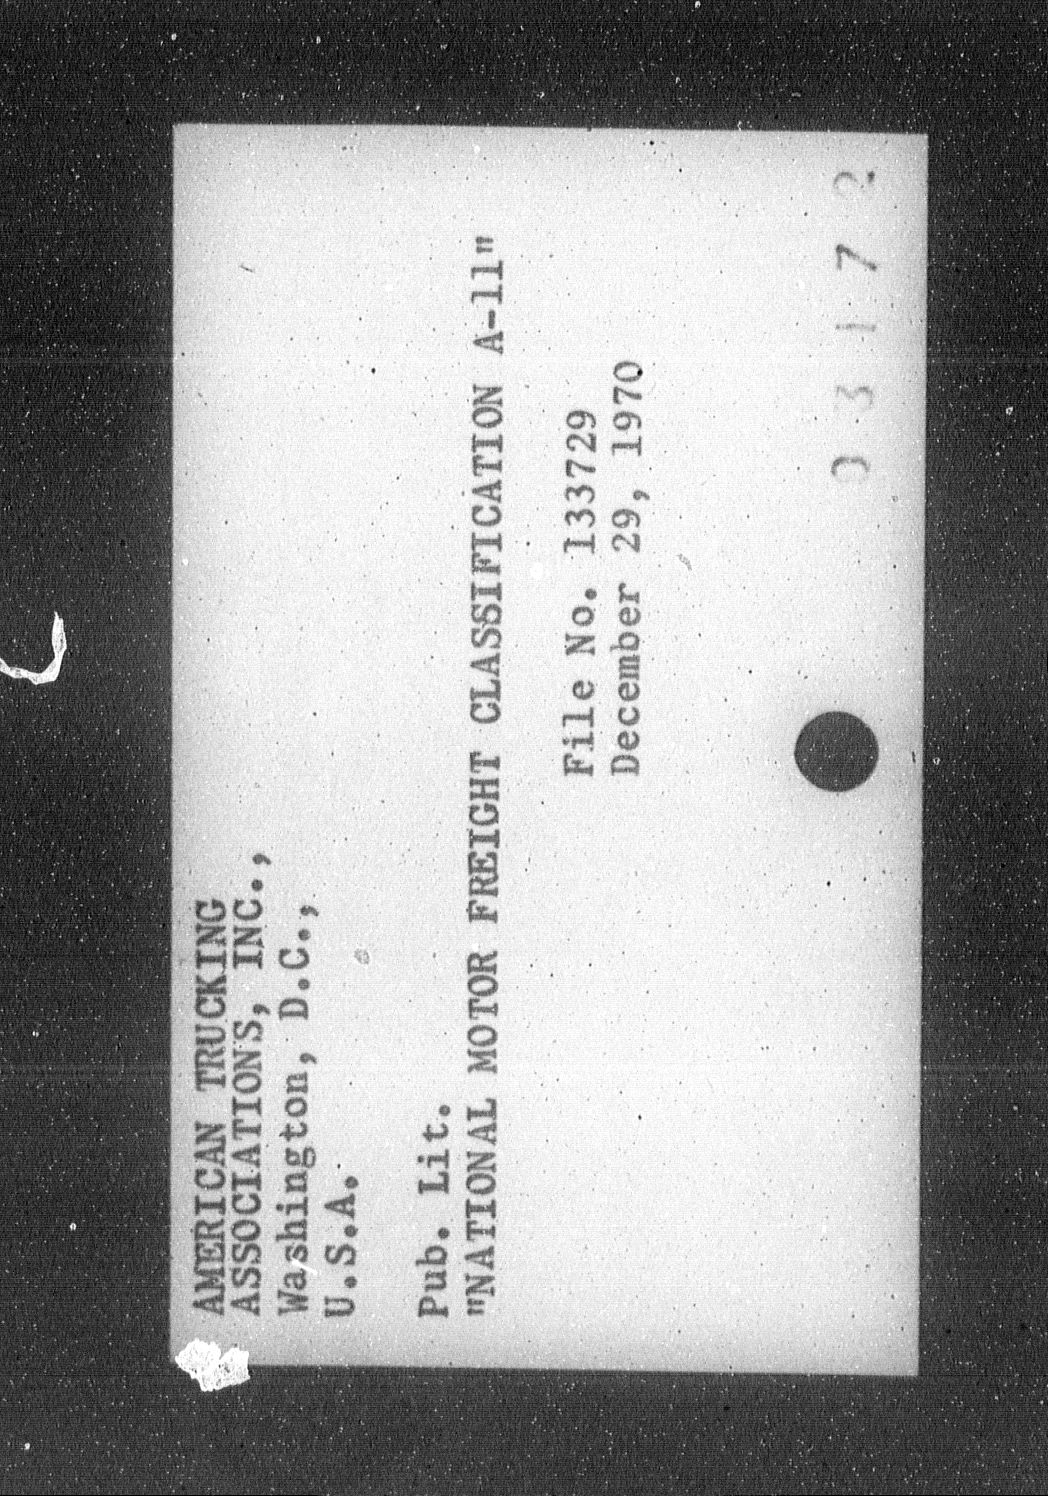 AMERICAN TRUCKING
ASSOCIATIONS, INC.,
Washington, D.C.,
U.S.A.
Pub. Lit.
"NATIONAL MOTOR FREIGHT CLASSIFICATION A-11"
File No. 133729
December 29, 1970
03172